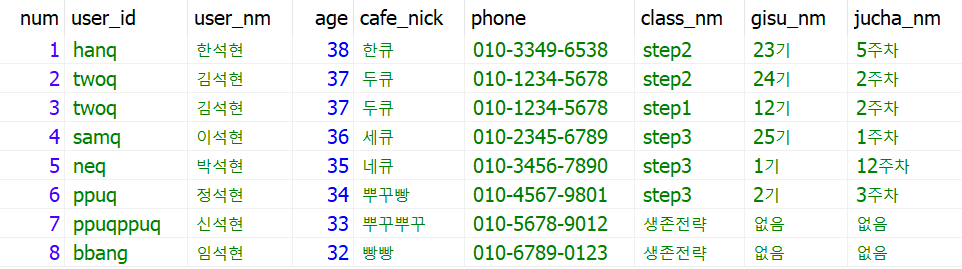 num user_id user_nm age cafe_nick phone class_nm gisu_nm jucha_nm
1 hanq 한석현 38 한큐 010-3349-6538 step2 23기 5주차
2 twoq 김석현 37 두큐 010-1234-5678 step2 24기 2주차
3 twoq 김석현 37 두큐 010-1234-5678 step1 12기 2주차
4 samq 이석현 36 세큐 010-2345-6789 step3 25기 1주차
5 neq 박석현 35 네큐 010-3456-7890 step3 1기 12주차
6 ppuq 정석현 34 뿌꾸빵 010-4567-9801 step3 2기 3주차
7 ppuqppuq 신석현 33 뿌꾸뿌꾸 010-5678-9012 생존전략 없음 없음
8 bbang 임석현 32 빵빵 010-6789-0123 생존전략 없음 없음